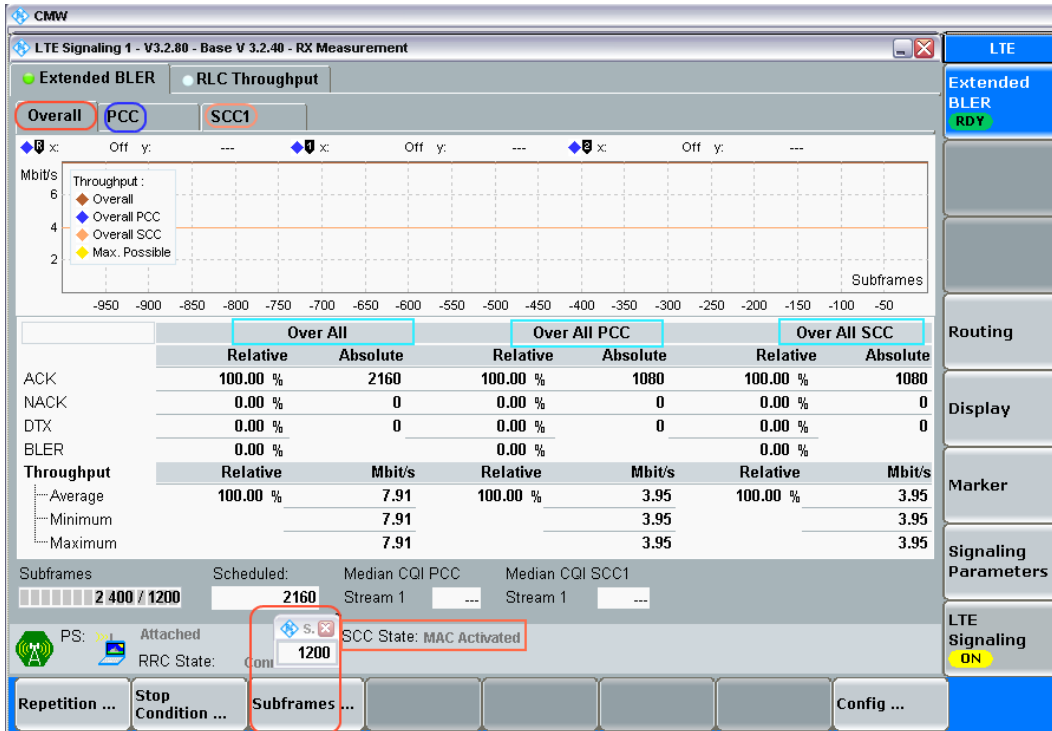 CMW
LTE Signaling 1 - V3.2.80 - Base V 3.2.40 - RX Measurement
LTE
Extended BLER RLC Throughput
Extended BLER
RDY
Overall PCC SCC1
R x: Off y: --- 1 x: Off y: --- 2 x: Off y: ---
Mbit/s
Throughput :
Overall
Overall PCC
Overall SCC
Max. Possible
6
4
2
Subframes
-950 -900 -850 -800 -750 -700 -650 -600 -550 -500 -450 -400 -350 -300 -250 -200 -150 -100 -50
Over All Over All PCC Over All SCC
Relative Absolute Relative Absolute Relative Absolute
ACK 100.00 % 2160 100.00 % 1080 100.00 % 1080
NACK 0.00 % 0 0.00 % 0 0.00 % 0
DTX 0.00 % 0 0.00 % 0 0.00 % 0
BLER 0.00 % 0.00 % 0.00 %
Throughput Relative Mbit/s Relative Mbit/s Relative Mbit/s
Average 100.00 % 7.91 100.00 % 3.95 100.00 % 3.95
Minimum 7.91 3.95 3.95
Maximum 7.91 3.95 3.95
Subframes Scheduled: Median CQI PCC Median CQI SCC1
2 400 / 1200 2160 Stream 1 --- Stream 1 ---
PS: Attached S. SCC State: MAC Activated
1200
RRC State:
Routing
Display
Marker
Signaling
Parameters
LTE
Signaling
ON
Repetition ... Stop Condition ... Subframes ... Config ...